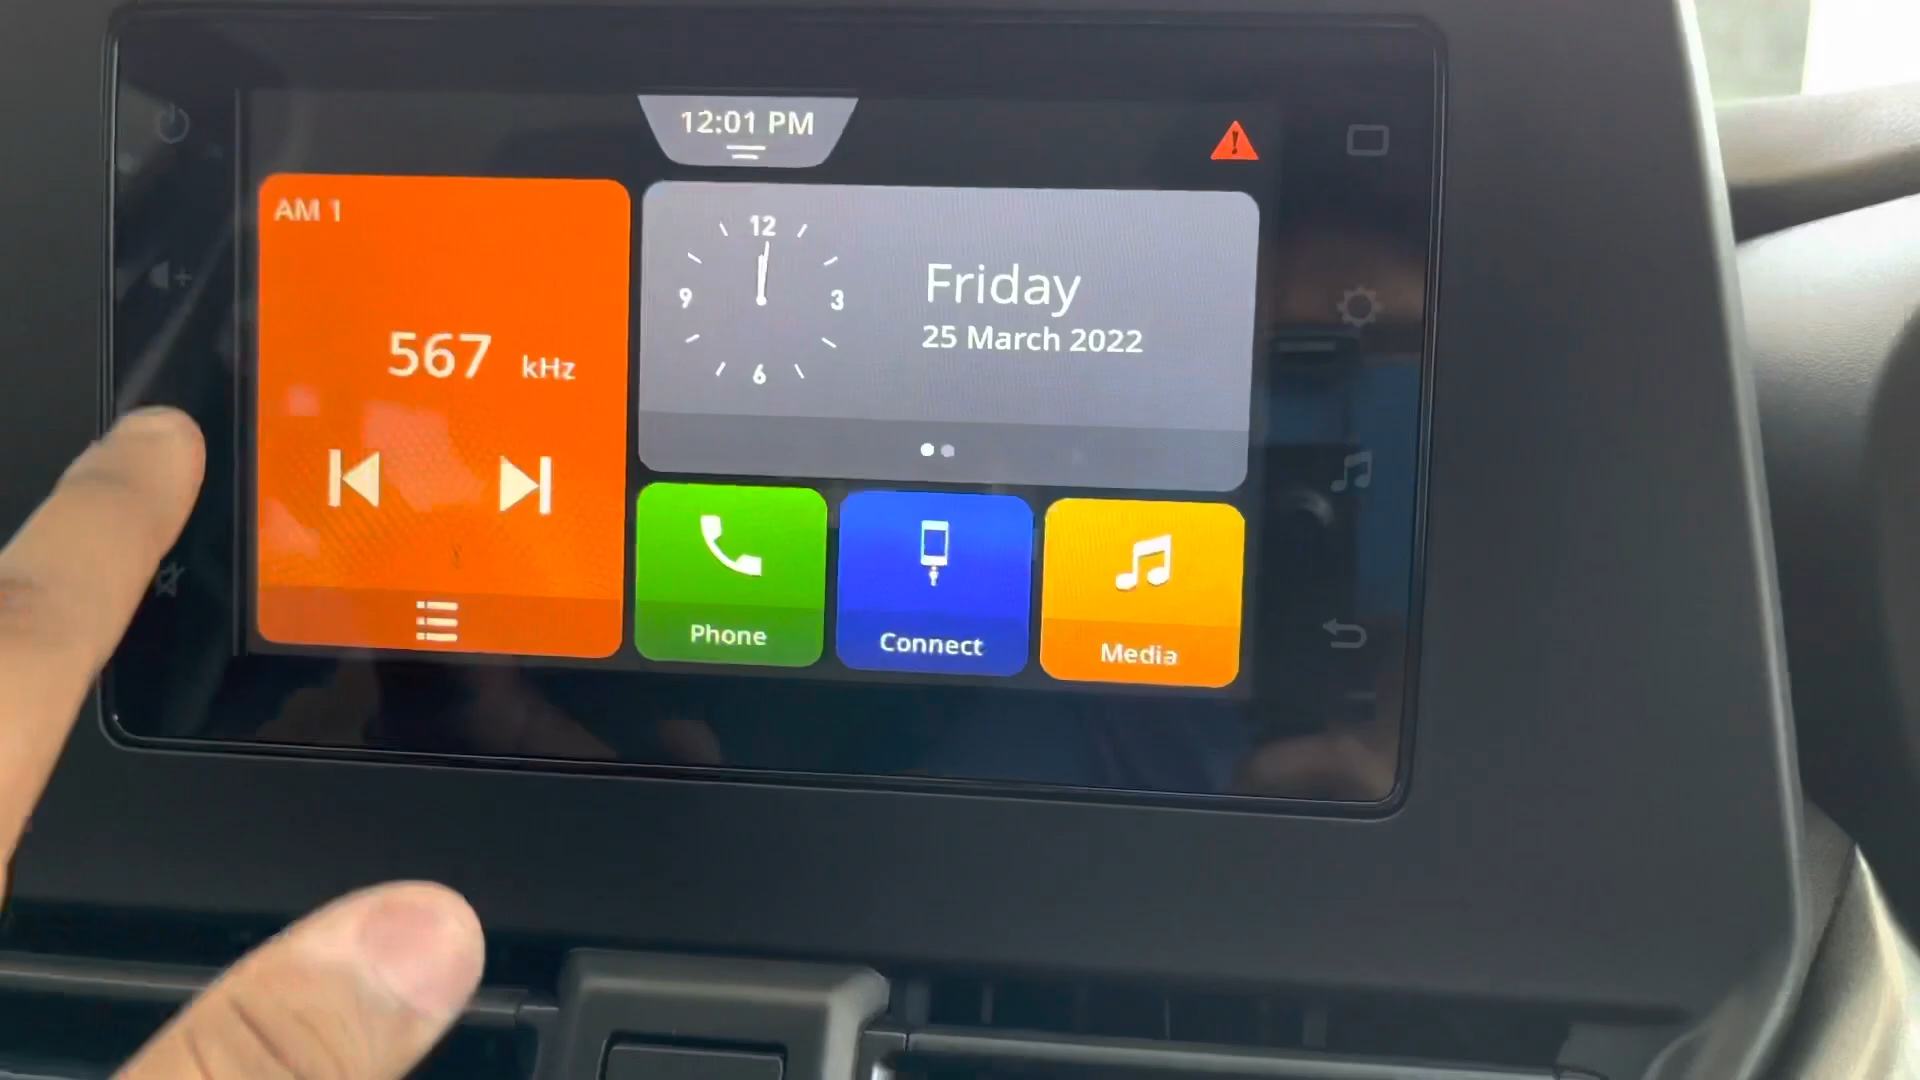 12:01 PM
AM 1
567 kHz
12
3
6
9
Friday
25 March 2022
Phone
Connect
Media